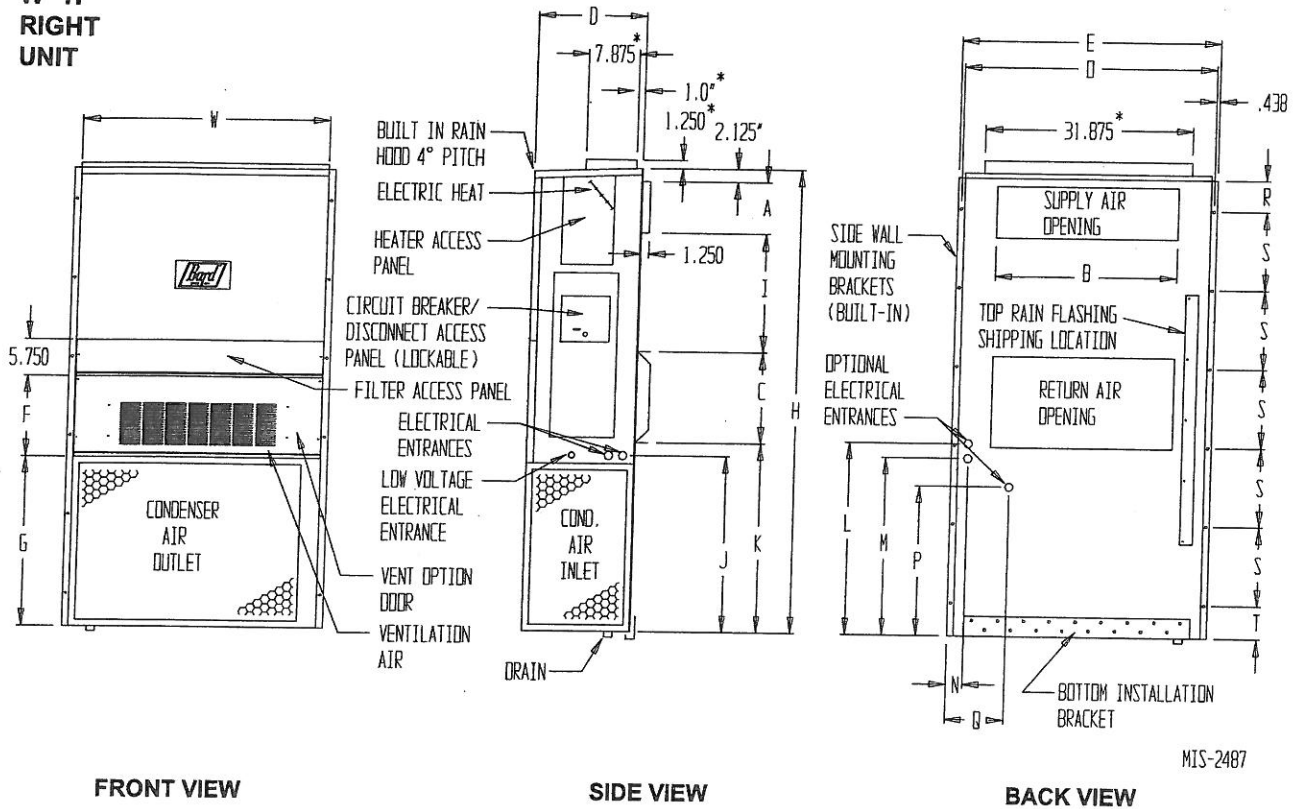 RIGHT
UNIT
FRONT VIEW
W
Bard
5.750
F
G
FILTER ACCESS PANEL
CONDENSER
AIR
OUTLET
VENT OPTION
DOOR
VENTILATION
AIR
SIDE VIEW
D
7.875*
1.0"*
1.250*
2.125"
BUILT IN RAIN
HOOD 4° PITCH
ELECTRIC HEAT
HEATER ACCESS
PANEL
CIRCUIT BREAKER/
DISCONNECT ACCESS
PANEL (LOCKABLE)
ELECTRICAL
ENTRANCES
LOW VOLTAGE
ELECTRICAL
ENTRANCE
COND.
AIR
INLET
DRAIN
A
1.250
I
C
H
J
K
BACK VIEW
E
O
.438
31.875*
SUPPLY AIR
OPENING
B
SIDE WALL
MOUNTING
BRACKETS
(BUILT-IN)
TOP RAIN FLASHING
SHIPPING LOCATION
OPTIONAL
ELECTRICAL
ENTRANCES
RETURN AIR
OPENING
R
S
S
S
S
S
T
L
M
P
N
Q
BOTTOM INSTALLATION
BRACKET
MIS-2487